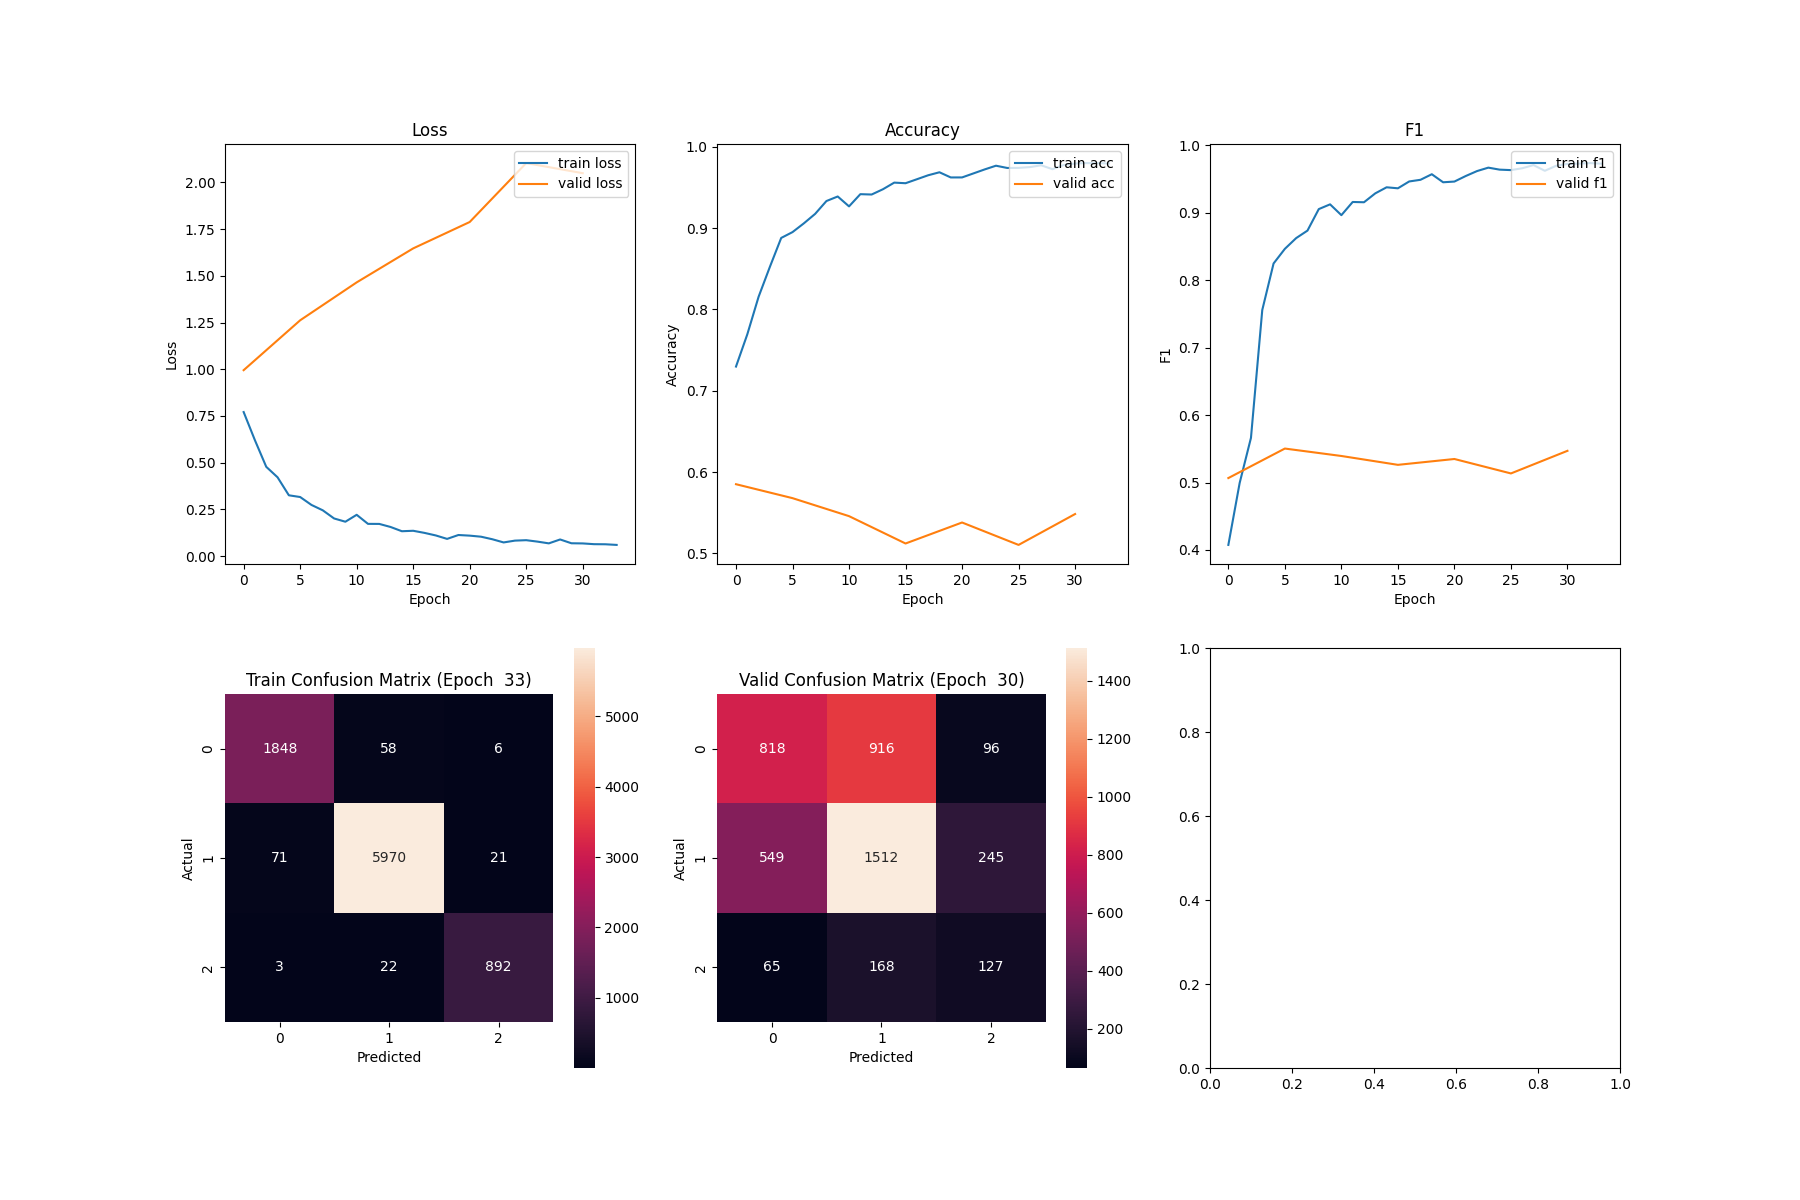 Loss
train loss
valid loss
2.00
1.75
1.50
1.25
1.00
0.75
0.50
0.25
0.00
Loss
0 5 10 15 20 25 30
Epoch
Accuracy
train acc
valid acc
1.0
0.9
0.8
0.7
0.6
0.5
Accuracy
0 5 10 15 20 25 30
Epoch
F1
train f1
valid f1
1.0
0.9
0.8
0.7
0.6
0.5
0.4
F1
0 5 10 15 20 25 30
Epoch
Train Confusion Matrix (Epoch 33)
0 1848 58 6
1 71 5970 21
2 3 22 892
Actual
0 1 2
Predicted
5000
4000
3000
2000
1000
Valid Confusion Matrix (Epoch 30)
0 818 916 96
1 549 1512 245
2 65 168 127
Actual
0 1 2
Predicted
1400
1200
1000
800
600
400
200
1.0
0.8
0.6
0.4
0.2
0.0
0.0 0.2 0.4 0.6 0.8 1.0